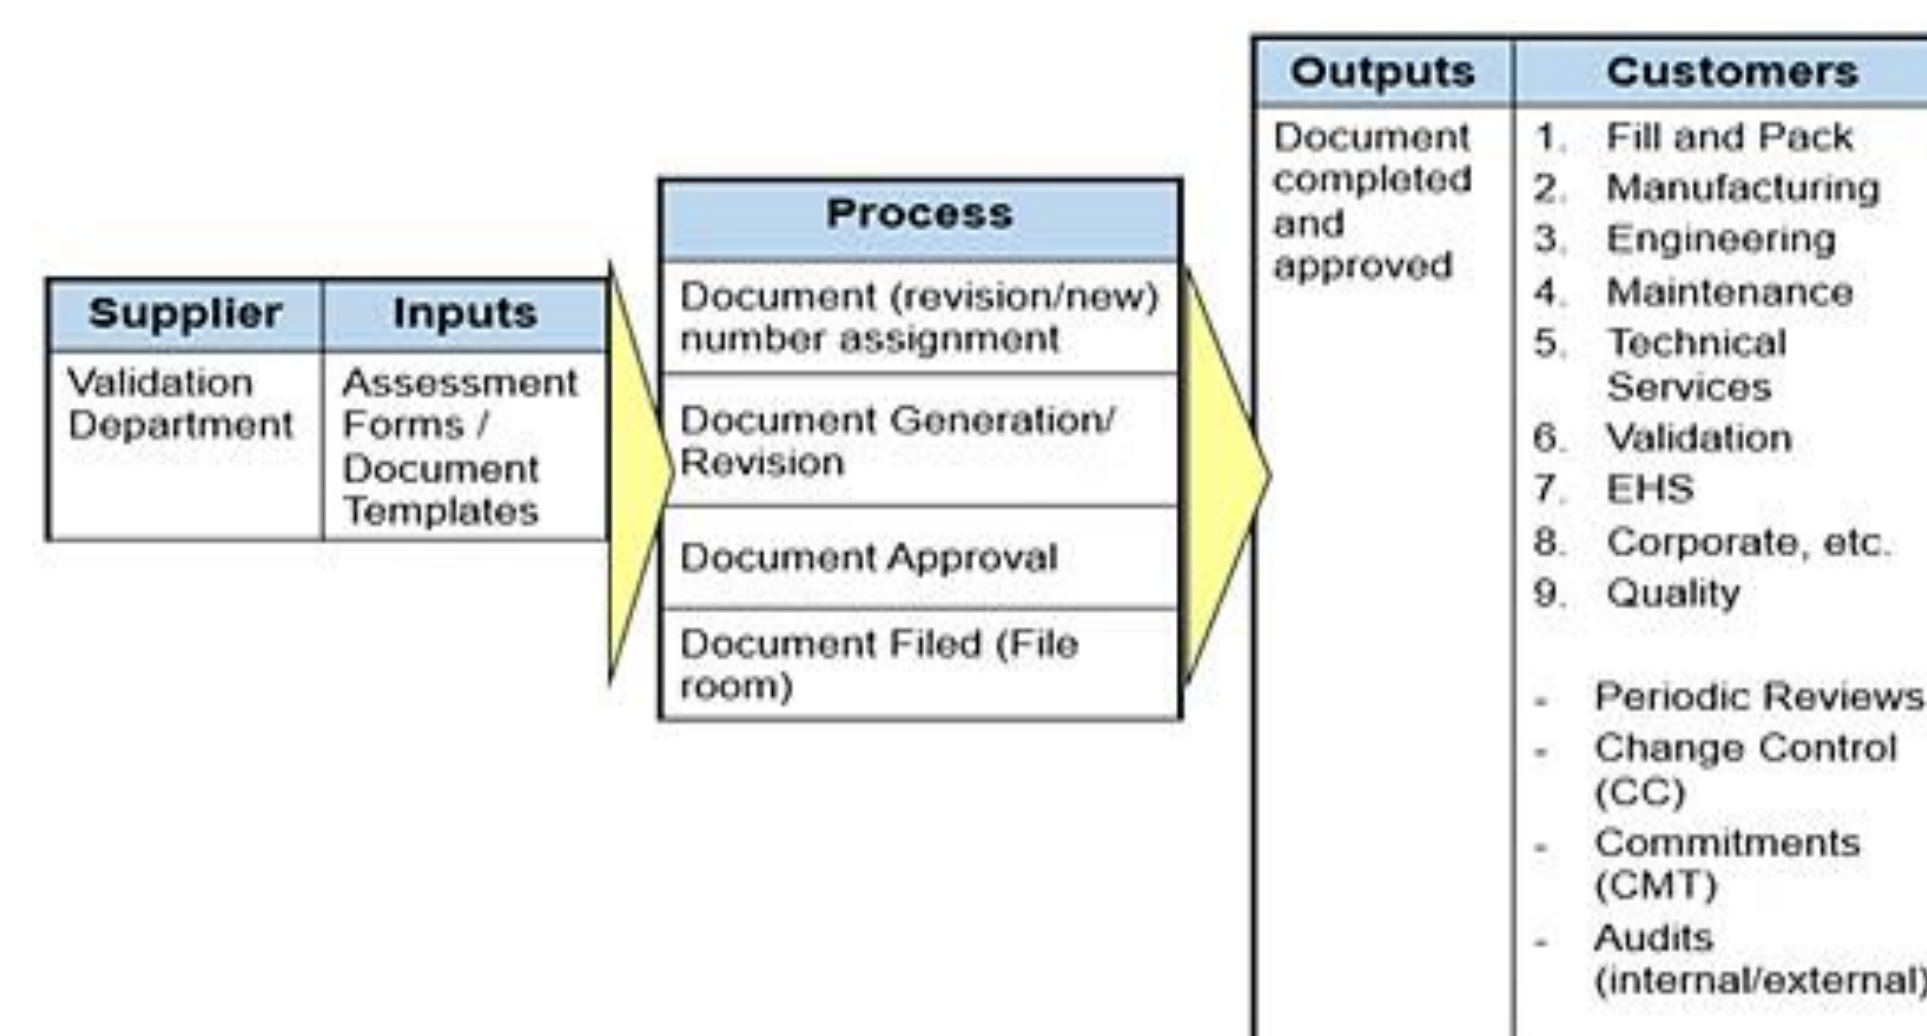 Supplier
Inputs
Validation
Department
Assessment
Forms /
Document
Templates
Process
Document (revision/new)
number assignment
Document Generation/
Revision
Document Approval
Document Filed (File
room)
Outputs
Customers
Document
completed
and
approved
1. Fill and Pack
2. Manufacturing
3. Engineering
4. Maintenance
5. Technical
Services
6. Validation
7. EHS
8. Corporate, etc.
9. Quality
- Periodic Reviews
- Change Control
(CC)
- Commitments
(CMT)
- Audits
(internal/external)